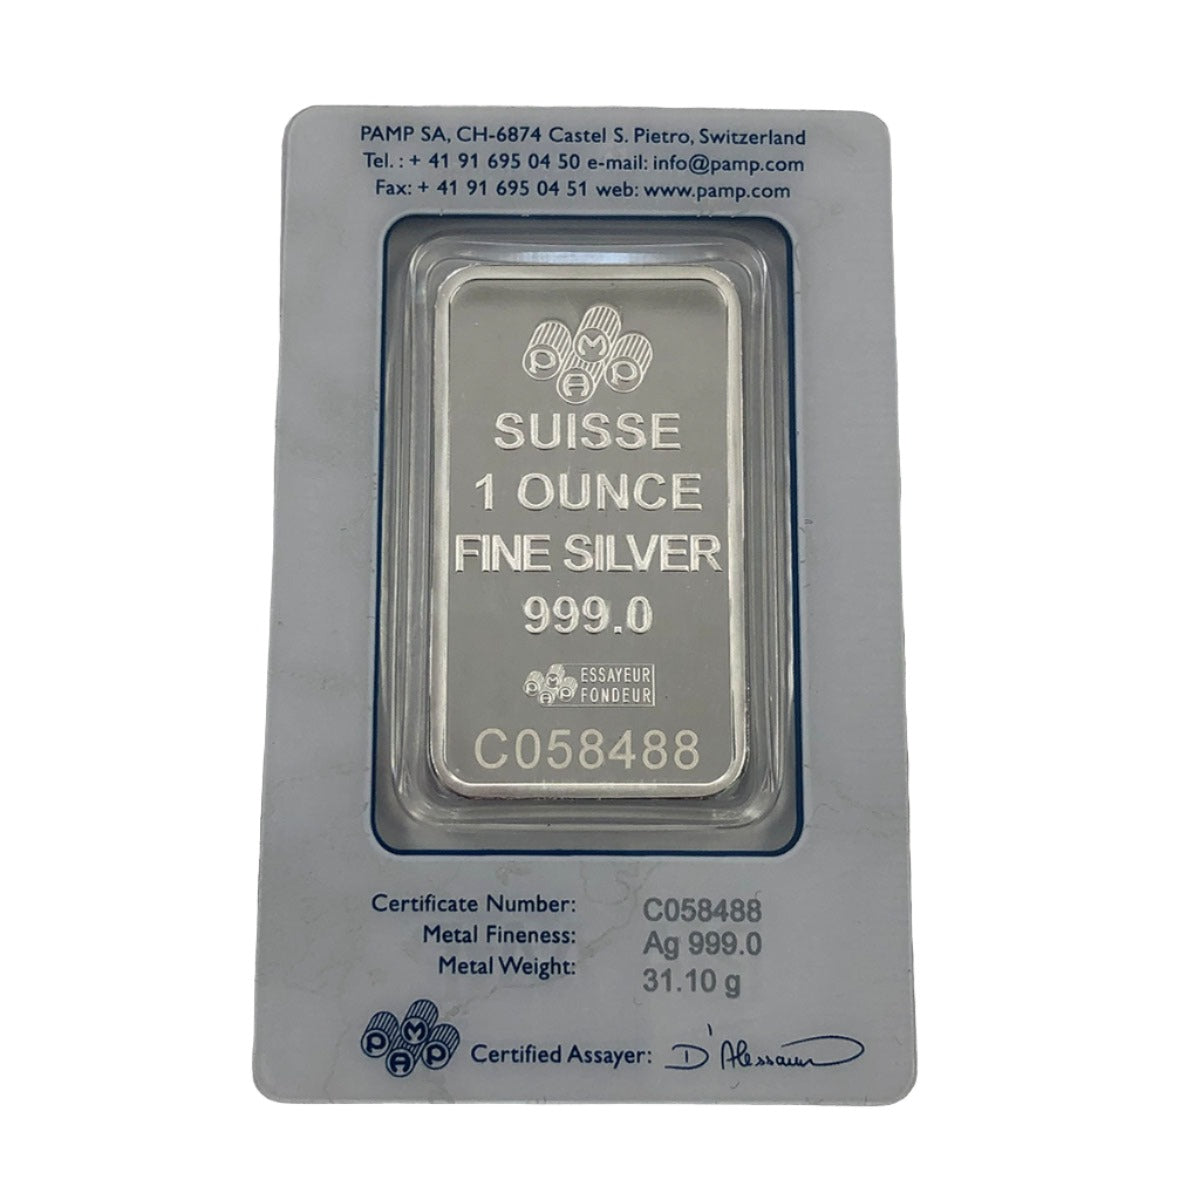 PAMP SA, CH-6874 Castel S. Pietro, Switzerland
Tel. : + 41 91 695 04 50 e-mail: info@pamp.com
Fax: + 41 91 695 04 51 web: www.pamp.com
PAMP
SUISSE
1 OUNCE
FINE SILVER
999.0
PAMP
ESSAYEUR
FONDEUR
C058488
Certificate Number: C058488
Metal Fineness: Ag 999.0
Metal Weight: 31.10 g
PAMP
Certified Assayer: